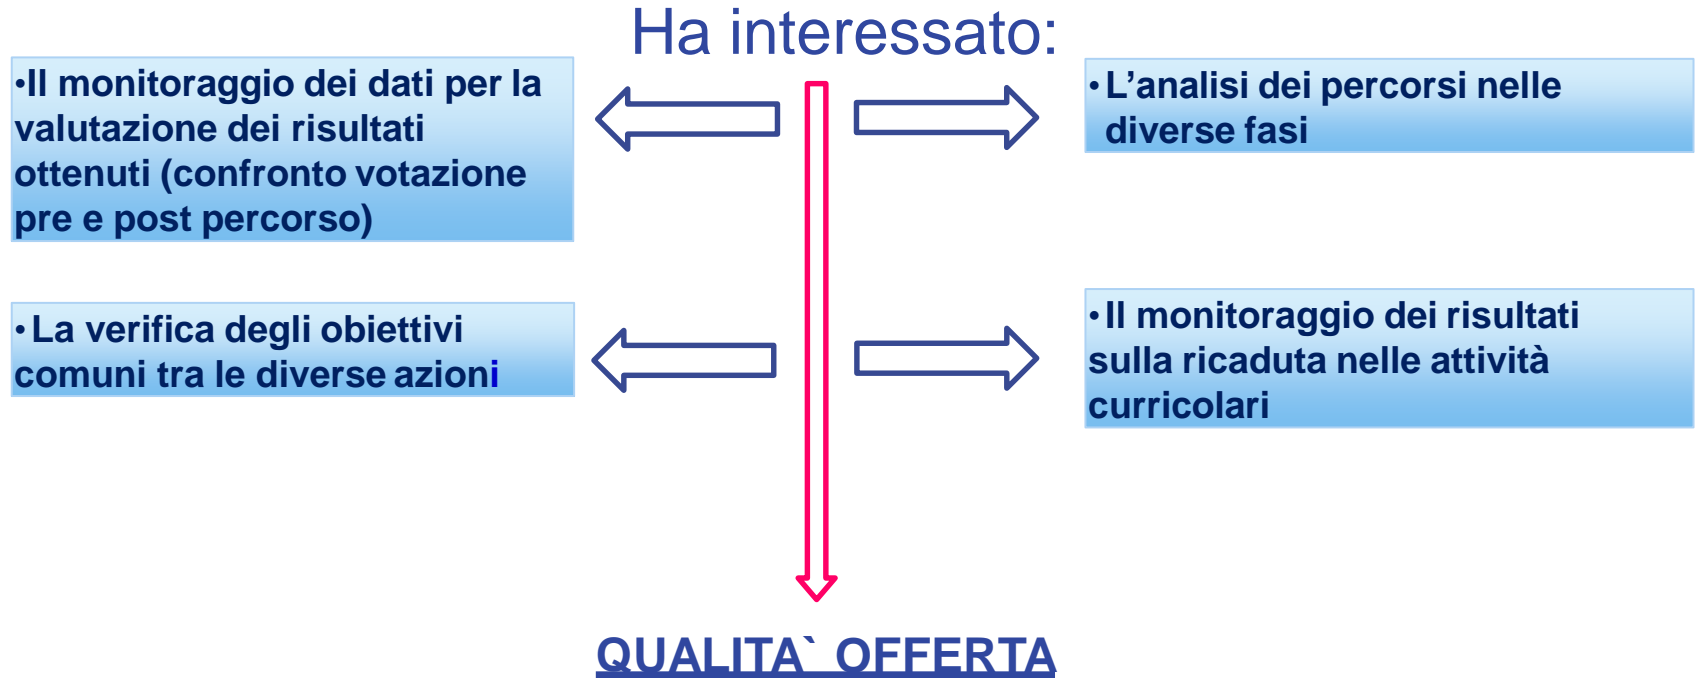 Ha interessato:
•Il monitoraggio dei dati per la
valutazione dei risultati
ottenuti (confronto votazione
pre e post percorso)
•L’analisi dei percorsi nelle
diverse fasi
•La verifica degli obiettivi
comuni tra le diverse azioni
•Il monitoraggio dei risultati
sulla ricaduta nelle attività
curricolari
QUALITA` OFFERTA